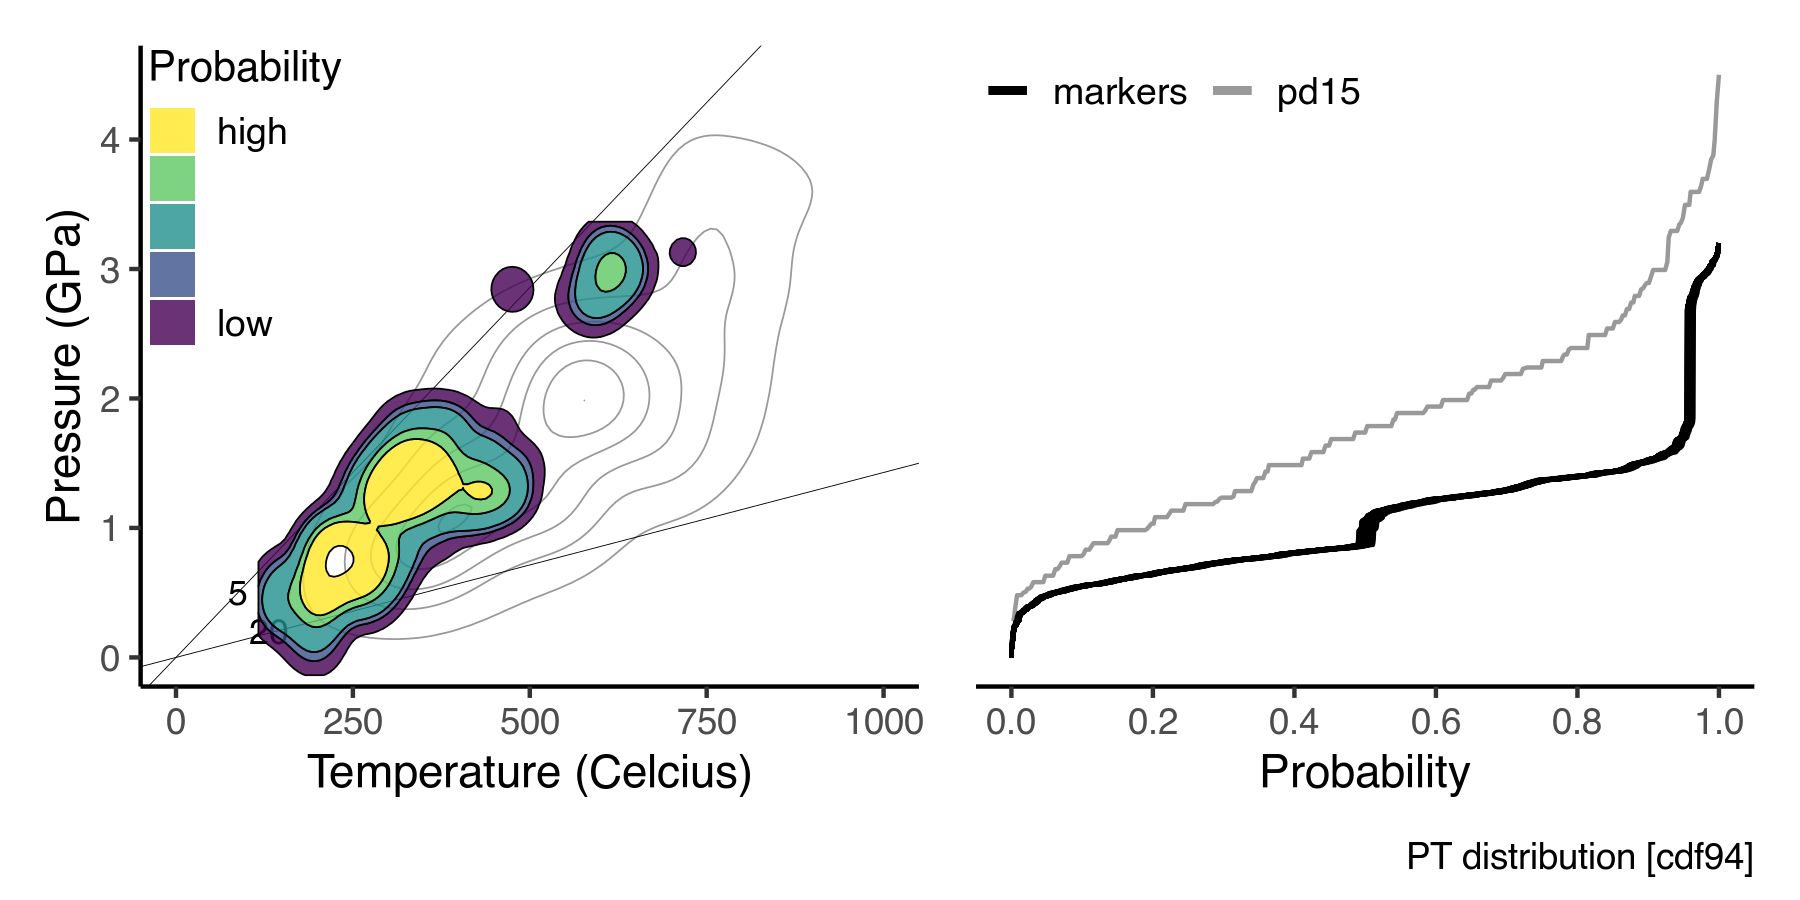 Probability
high
low
4
3
2
1
0
Pressure (GPa)
5
20
0 250 500 750 1000
Temperature (Celcius)
markers pd15
0.0 0.2 0.4 0.6 0.8 1.0
Probability
PT distribution [cdf94]